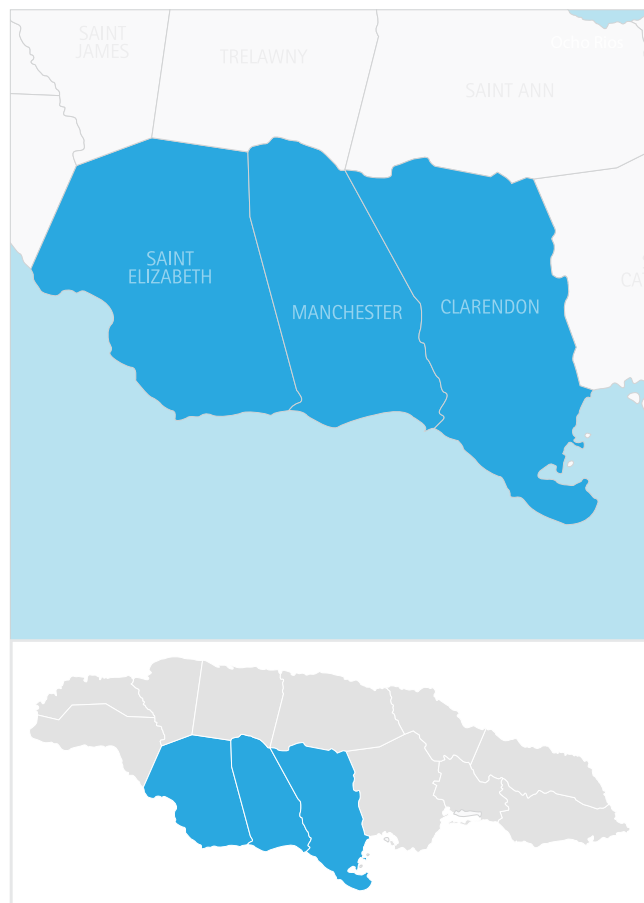 SAINT
JAMES
TRELAWNY
Ocho Rios
SAINT ANN
SAINT
ELIZABETH
MANCHESTER
CLARENDON